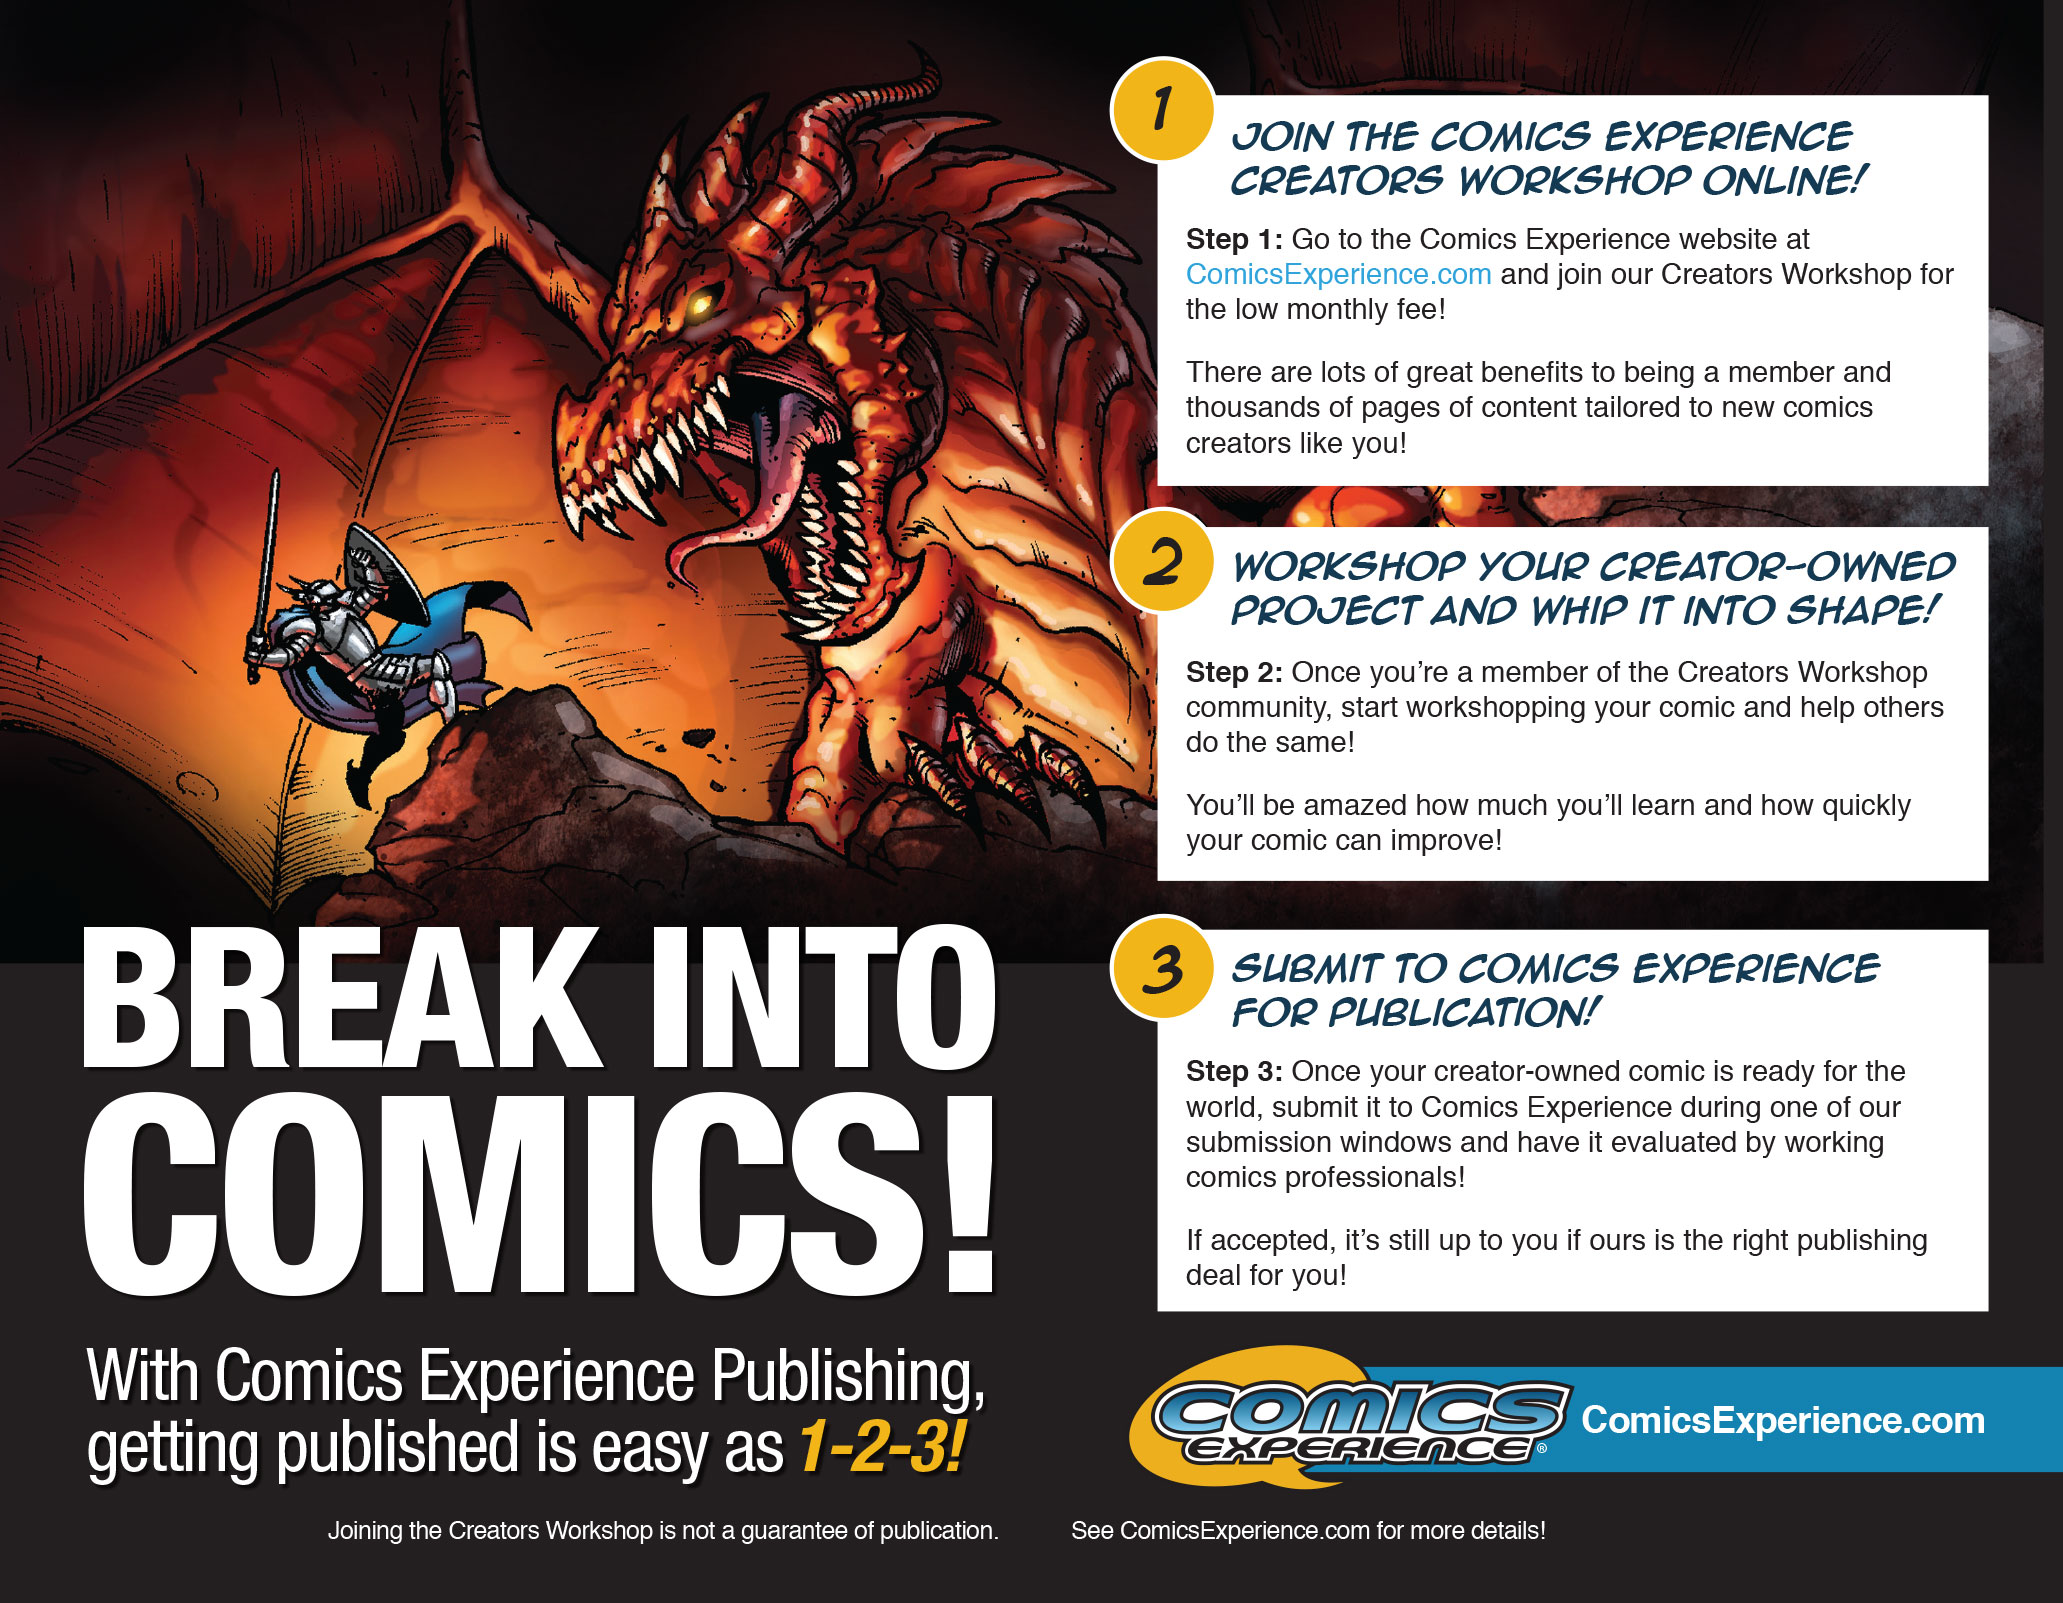 1
JOIN THE COMICS EXPERIENCE
CREATORS WORKSHOP ONLINE!
Step 1: Go to the Comics Experience website at
ComicsExperience.com and join our Creators Workshop for
the low monthly fee!
There are lots of great benefits to being a member and
thousands of pages of content tailored to new comics
creators like you!
2
WORKSHOP YOUR CREATOR-OWNED
PROJECT AND WHIP IT INTO SHAPE!
Step 2: Once you’re a member of the Creators Workshop
community, start workshopping your comic and help others
do the same!
You’ll be amazed how much you’ll learn and how quickly
your comic can improve!
3
SUBMIT TO COMICS EXPERIENCE
FOR PUBLICATION!
Step 3: Once your creator-owned comic is ready for the
world, submit it to Comics Experience during one of our
submission windows and have it evaluated by working
comics professionals!
If accepted, it’s still up to you if ours is the right publishing
deal for you!
BREAK INTO
COMICS!
With Comics Experience Publishing,
getting published is easy as 1-2-3!
COMICS
EXPERIENCE®
ComicsExperience.com
Joining the Creators Workshop is not a guarantee of publication.
See ComicsExperience.com for more details!